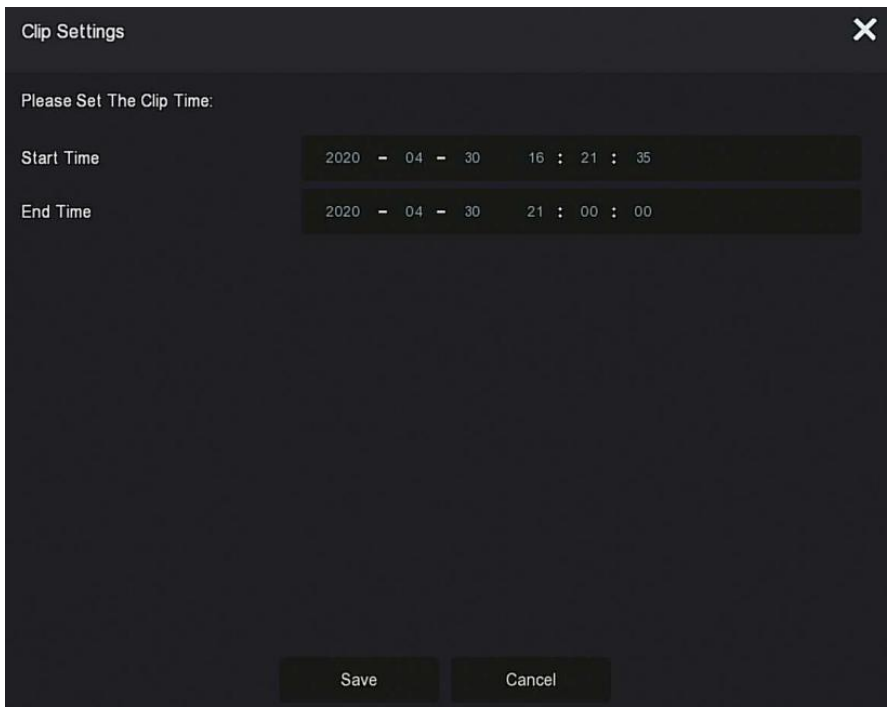 Clip Settings
Please Set The Clip Time:
Start Time 2020 - 04 - 30 16 : 21 : 35
End Time 2020 - 04 - 30 21 : 00 : 00
Save Cancel